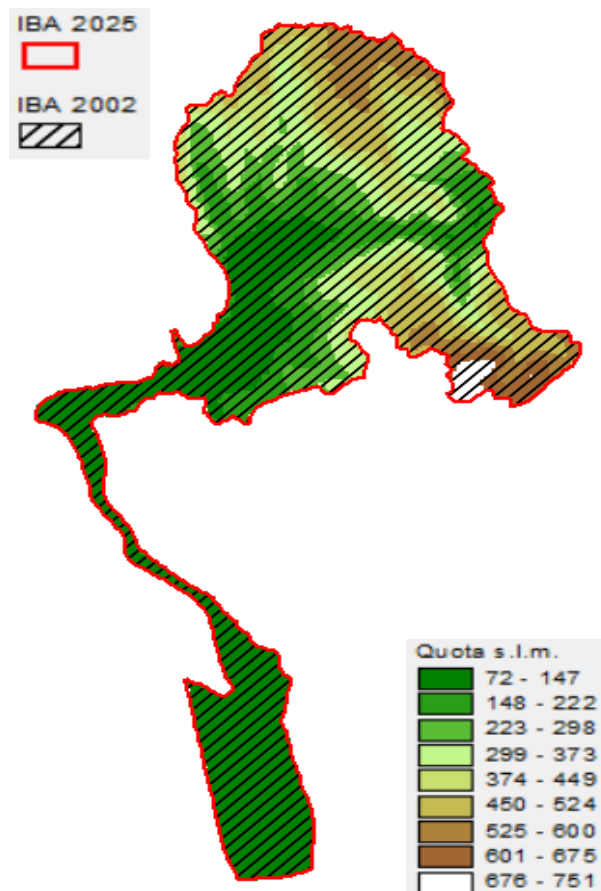 IBA 2025
IBA 2002
Quota s.l.m.
72 - 147
148 - 222
223 - 298
299 - 373
374 - 449
450 - 524
525 - 600
601 - 675
676 - 751